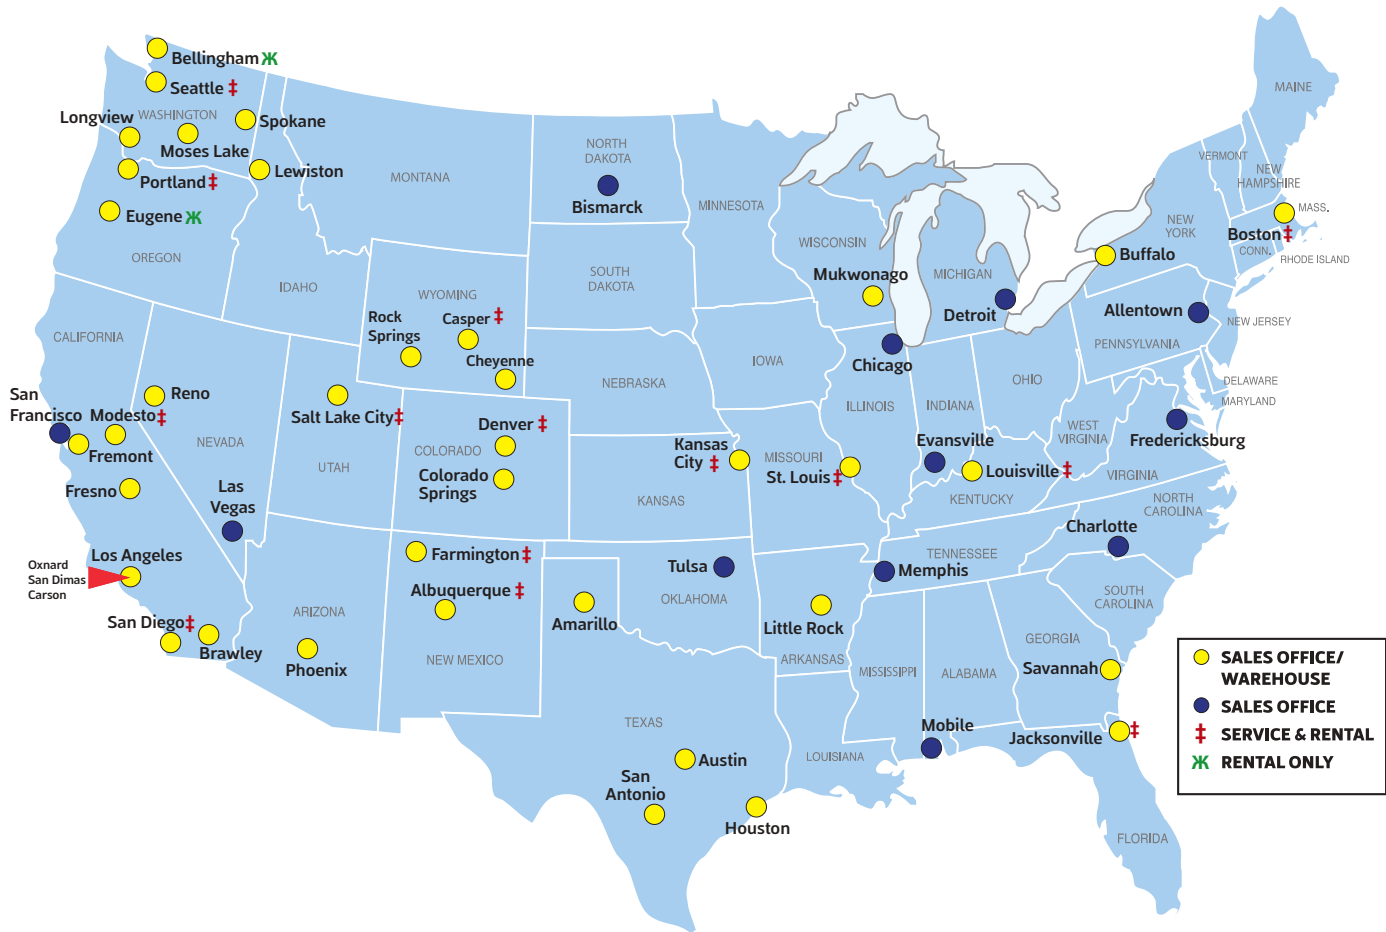 Bellingham Ж
Seattle ‡
WASHINGTON
Longview
Spokane
Moses Lake
Portland ‡
Lewiston
Eugene Ж
OREGON
IDAHO
MONTANA
NORTH
DAKOTA
Bismarck
SOUTH
DAKOTA
MINNESOTA
WISCONSIN
Mukwonago
MICHIGAN
Detroit
MAINE
VERMONT
NEW
HAMPSHIRE
MASS.
Boston ‡
CONN.
RHODE ISLAND
NEW
YORK
Buffalo
Allentown
NEW JERSEY
PENNSYLVANIA
DELAWARE
MARYLAND
WYOMING
Rock
Springs
Casper ‡
Cheyenne
NEBRASKA
IOWA
Chicago
ILLINOIS
INDIANA
OHIO
WEST
VIRGINIA
Fredericksburg
VIRGINIA
CALIFORNIA
San
Francisco
Modesto ‡
Reno
Fremont
Fresno
NEVADA
Las
Vegas
Salt Lake City ‡
UTAH
COLORADO
Denver ‡
Colorado
Springs
KANSAS
Kansas
City ‡
MISSOURI
St. Louis ‡
Evansville
Louisville ‡
KENTUCKY
NORTH
CAROLINA
Charlotte
TENNESSEE
Memphis
SOUTH
CAROLINA
Los Angeles
Oxnard
San Dimas
Carson
San Diego ‡
Brawley
ARIZONA
Phoenix
Farmington ‡
Albuquerque ‡
NEW MEXICO
Amarillo
Tulsa
OKLAHOMA
Little Rock
ARKANSAS
MISSISSIPPI
ALABAMA
GEORGIA
Savannah
Jacksonville ‡
Mobile
LOUISIANA
TEXAS
Austin
San
Antonio
Houston
FLORIDA
SALES OFFICE/
WAREHOUSE
SALES OFFICE
‡ SERVICE & RENTAL
Ж RENTAL ONLY